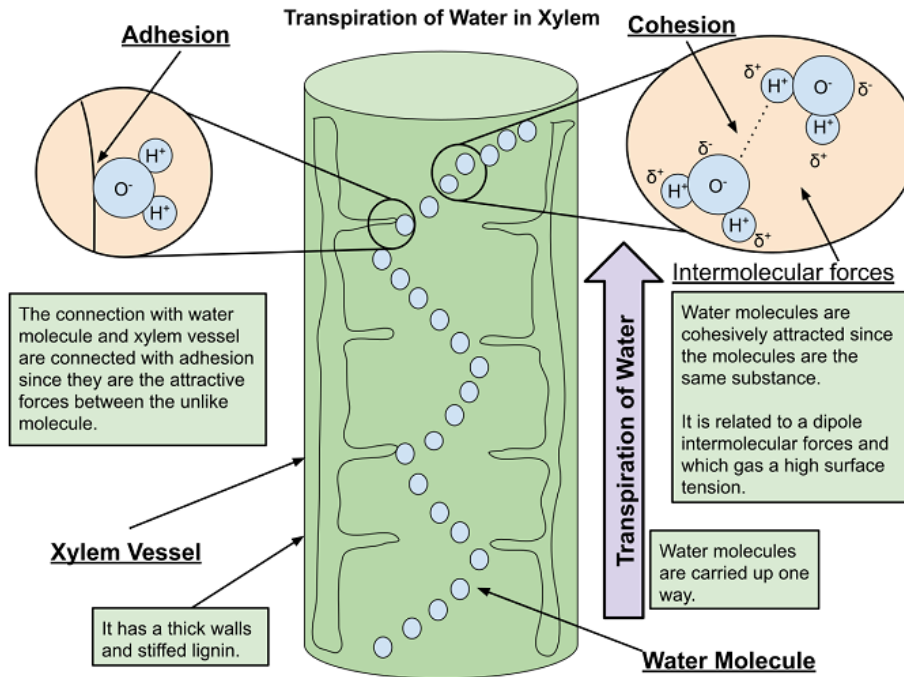 Transpiration of Water in Xylem
Adhesion
Cohesion
H⁺
O⁻
H⁺
δ⁺
H⁺
O⁻
δ⁻
H⁺
δ⁺
δ⁻
δ⁺
H⁺
O⁻
H⁺
δ⁺
Intermolecular forces
The connection with water
molecule and xylem vessel
are connected with adhesion
since they are the attractive
forces between the unlike
molecule.
Water molecules are
cohesively attracted since
the molecules are the
same substance.
It is related to a dipole
intermolecular forces and
which gas a high surface
tension.
Transpiration of Water
Xylem Vessel
Water molecules
are carried up one
way.
It has a thick walls
and stiffed lignin.
Water Molecule